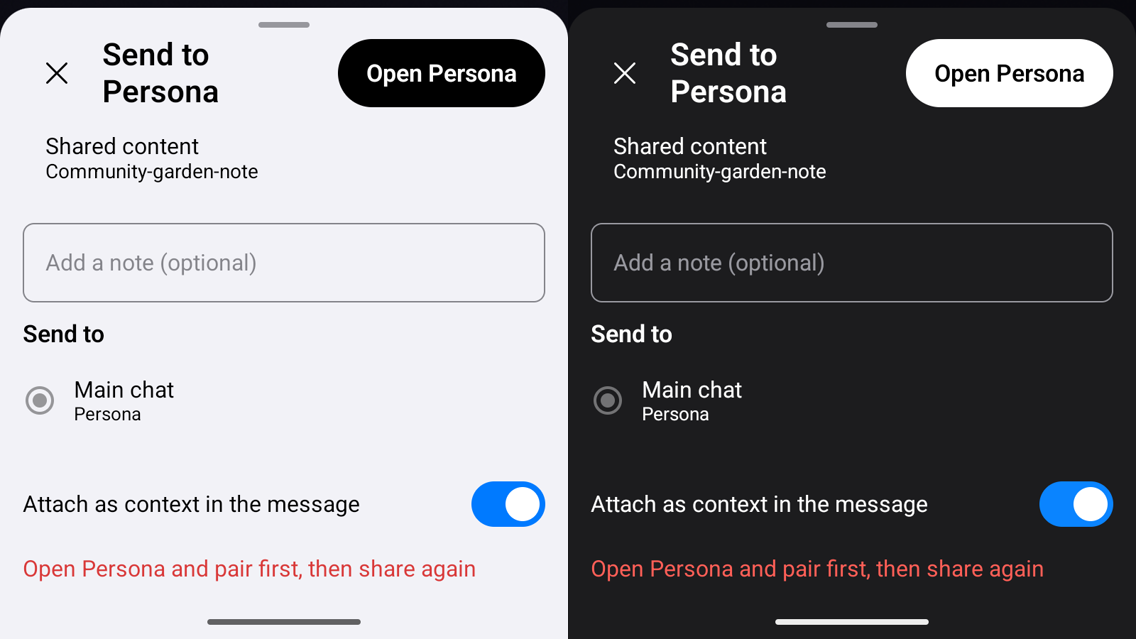 Send to
Persona
Open Persona
Shared content
Community-garden-note
Add a note (optional)
Send to
Main chat
Persona
Attach as context in the message
Open Persona and pair first, then share again
Send to
Persona
Open Persona
Shared content
Community-garden-note
Add a note (optional)
Send to
Main chat
Persona
Attach as context in the message
Open Persona and pair first, then share again